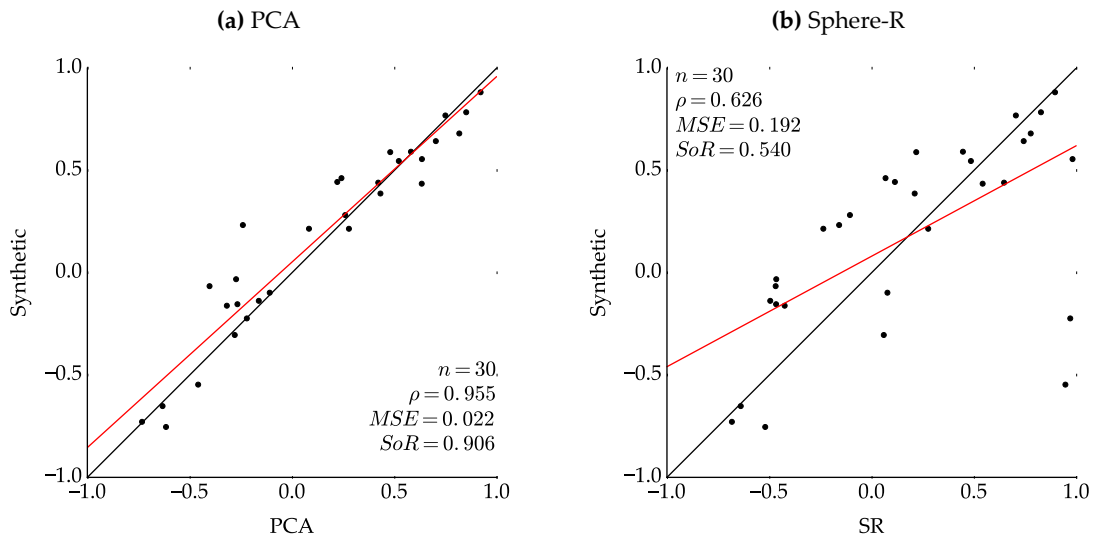 (a) PCA
1.0
0.5
0.0
−0.5
−1.0
Synthetic
n = 30
ρ = 0.955
MSE = 0.022
SoR = 0.906
−1.0
−0.5
0.0
0.5
1.0
PCA
(b) Sphere-R
1.0
0.5
0.0
−0.5
−1.0
Synthetic
n = 30
ρ = 0.626
MSE = 0.192
SoR = 0.540
−1.0
−0.5
0.0
0.5
1.0
SR